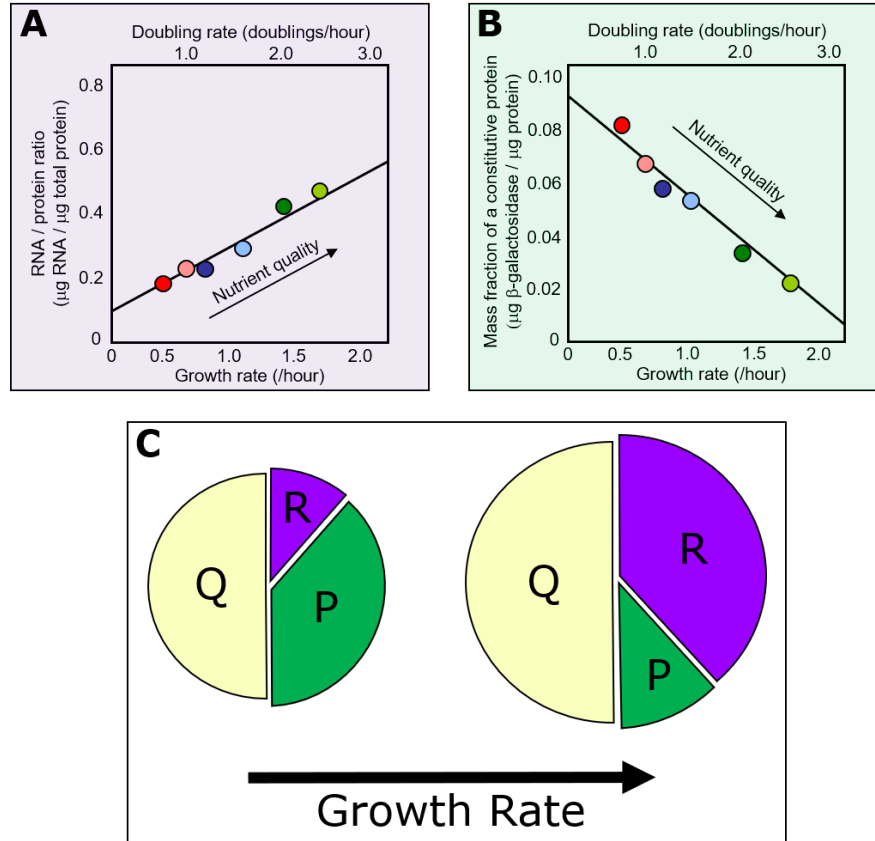 A
Doubling rate (doublings/hour)
1.0 2.0 3.0
RNA / protein ratio
(μg RNA / μg total protein)
0.8
0.6
0.4
0.2
0
Nutrient quality
0 0.5 1.0 1.5 2.0
Growth rate (/hour)
B
Doubling rate (doublings/hour)
1.0 2.0 3.0
Mass fraction of a constitutive protein
(μg β-galactosidase / μg protein)
0.10
0.08
0.06
0.04
0.02
0
Nutrient quality
0 0.5 1.0 1.5 2.0
Growth rate (/hour)
C
Q R P
Q R P
Growth Rate